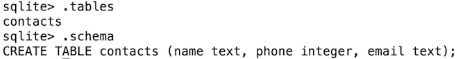 sqlite> .tables
contacts
sqlite> .schema
CREATE TABLE contacts (name text, phone integer, email text);